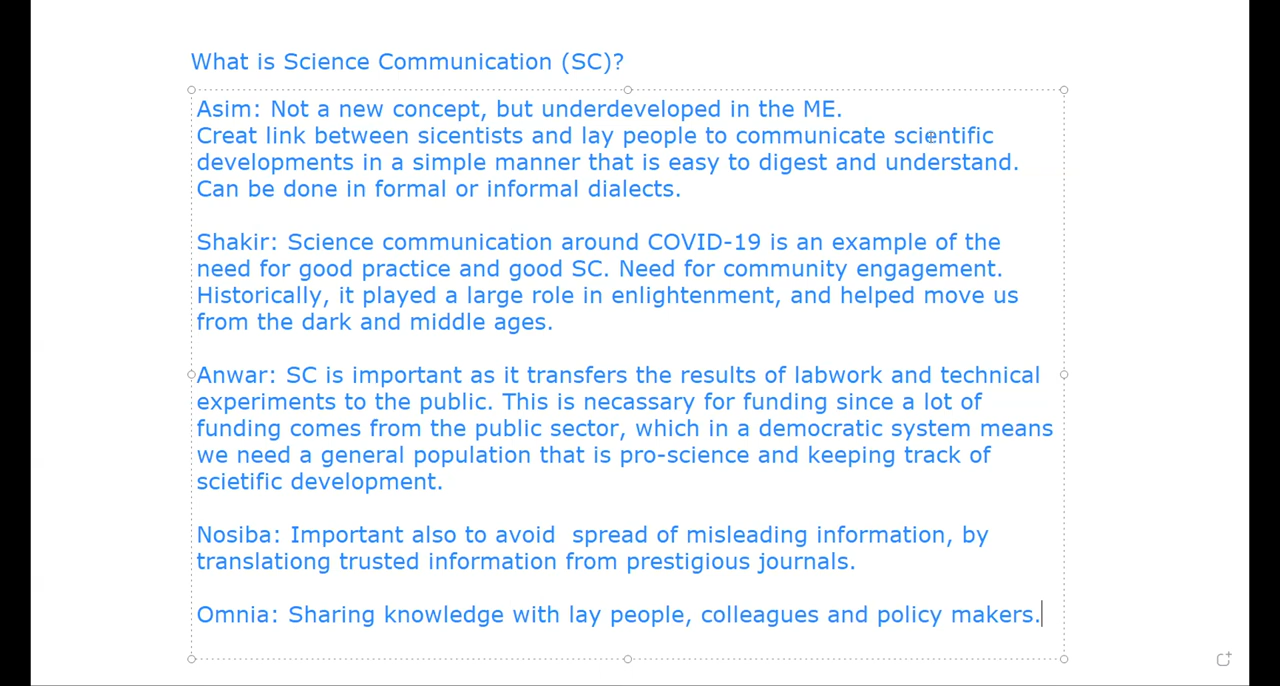 What is Science Communication (SC)?
Asim: Not a new concept, but underdeveloped in the ME.
Creat link between sicentists and lay people to communicate scientific
developments in a simple manner that is easy to digest and understand.
Can be done in formal or informal dialects.
Shakir: Science communication around COVID-19 is an example of the
need for good practice and good SC. Need for community engagement.
Historically, it played a large role in enlightenment, and helped move us
from the dark and middle ages.
Anwar: SC is important as it transfers the results of labwork and technical
experiments to the public. This is necassary for funding since a lot of
funding comes from the public sector, which in a democratic system means
we need a general population that is pro-science and keeping track of
scietific development.
Nosiba: Important also to avoid  spread of misleading information, by
translationg trusted information from prestigious journals.
Omnia: Sharing knowledge with lay people, colleagues and policy makers.